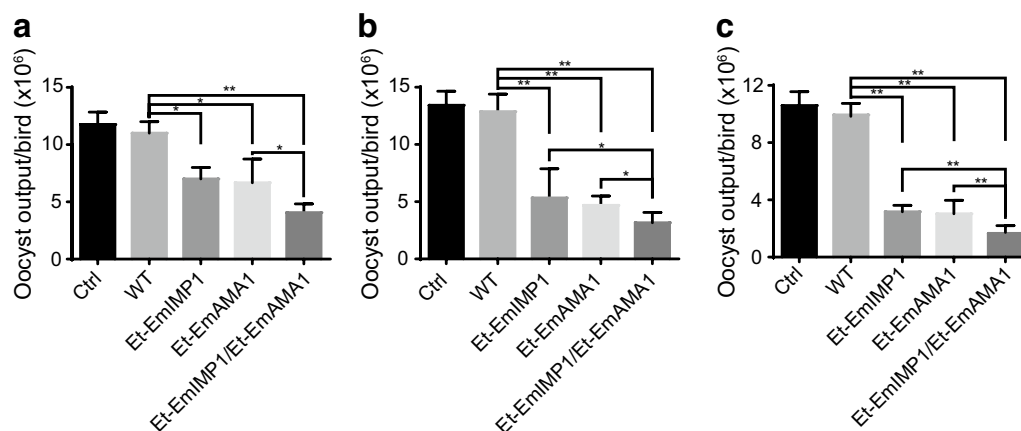 a
Oocyst output/bird (x10⁶)
15
10
5
0
**
*
*
*
Ctrl
WT
Et-EmIMP1
Et-EmAMA1
Et-EmIMP1/Et-EmAMA1
b
Oocyst output/bird (x10⁶)
15
10
5
0
**
**
**
*
*
Ctrl
WT
Et-EmIMP1
Et-EmAMA1
Et-EmIMP1/Et-EmAMA1
c
Oocyst output/bird (x10⁶)
12
8
4
0
**
**
**
**
**
Ctrl
WT
Et-EmIMP1
Et-EmAMA1
Et-EmIMP1/Et-EmAMA1